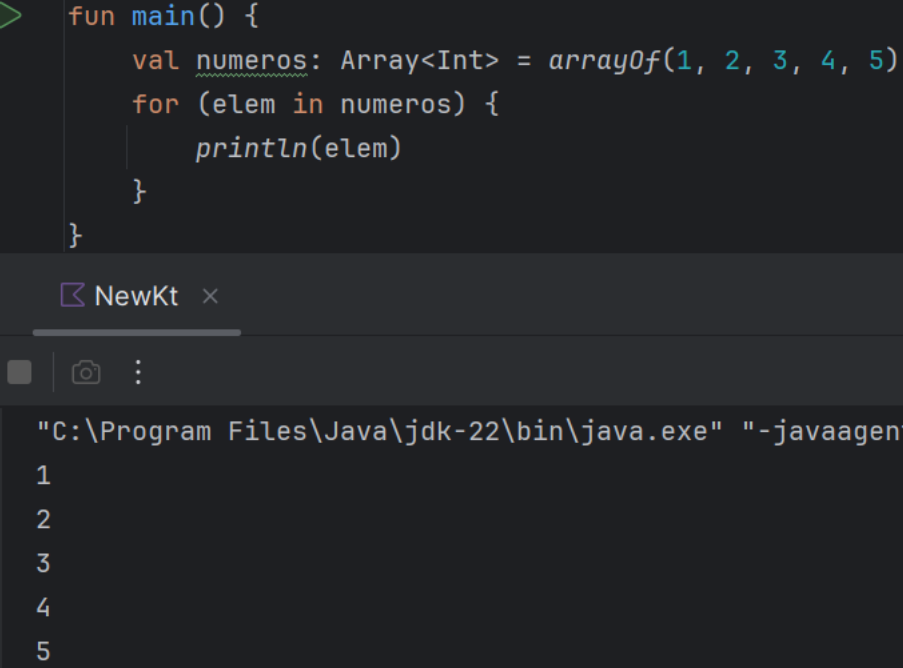 fun main() {
val numeros: Array<Int> = arrayOf(1, 2, 3, 4, 5)
for (elem in numeros) {
println(elem)
}
}
NewKt
"C:\Program Files\Java\jdk-22\bin\java.exe" "-javaagen
1
2
3
4
5